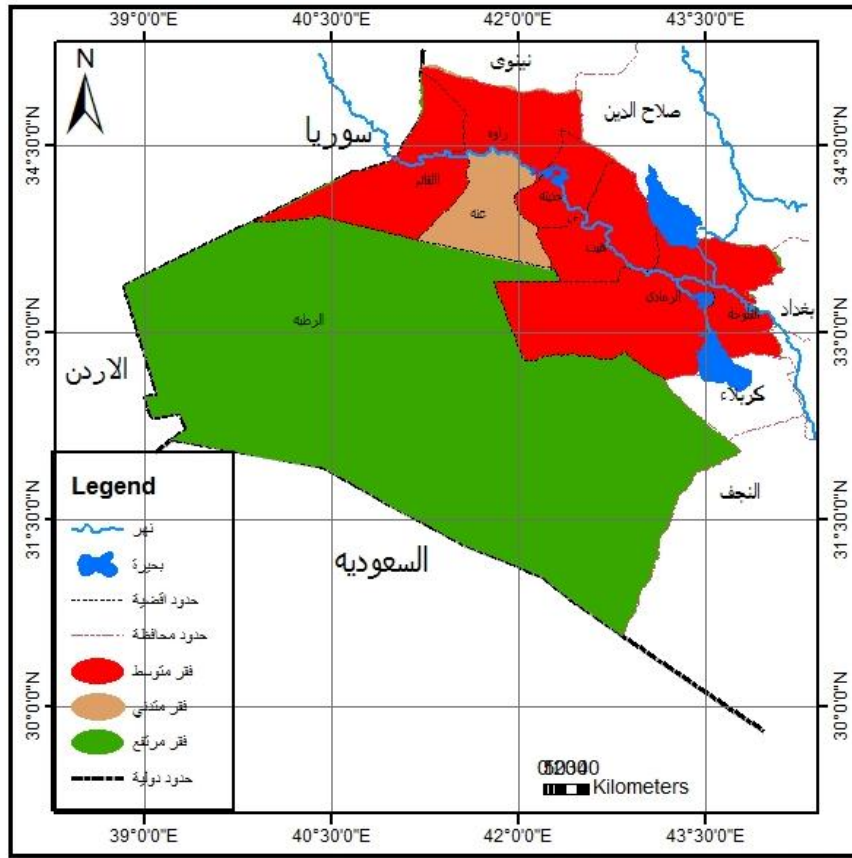 39°0'0"E 40°30'0"E 42°0'0"E 43°30'0"E
N
نينوى
صلاح الدين
سوريا
34°30'0"N 34°30'0"N
راوه
القائم
حديثه
عنه
هيت
الرمادي
الفلوجه
بغداد
33°0'0"N 33°0'0"N
الرطبه
الاردن
كربلاء
النجف
31°30'0"N 31°30'0"N
السعوديه
30°0'0"N 30°0'0"N
Legend
نهر
بحيرة
حدود اقضية
حدود محافظة
فقر متوسط
فقر متدني
فقر مرتفع
حدود دولية
Kilometers
39°0'0"E 40°30'0"E 42°0'0"E 43°30'0"E